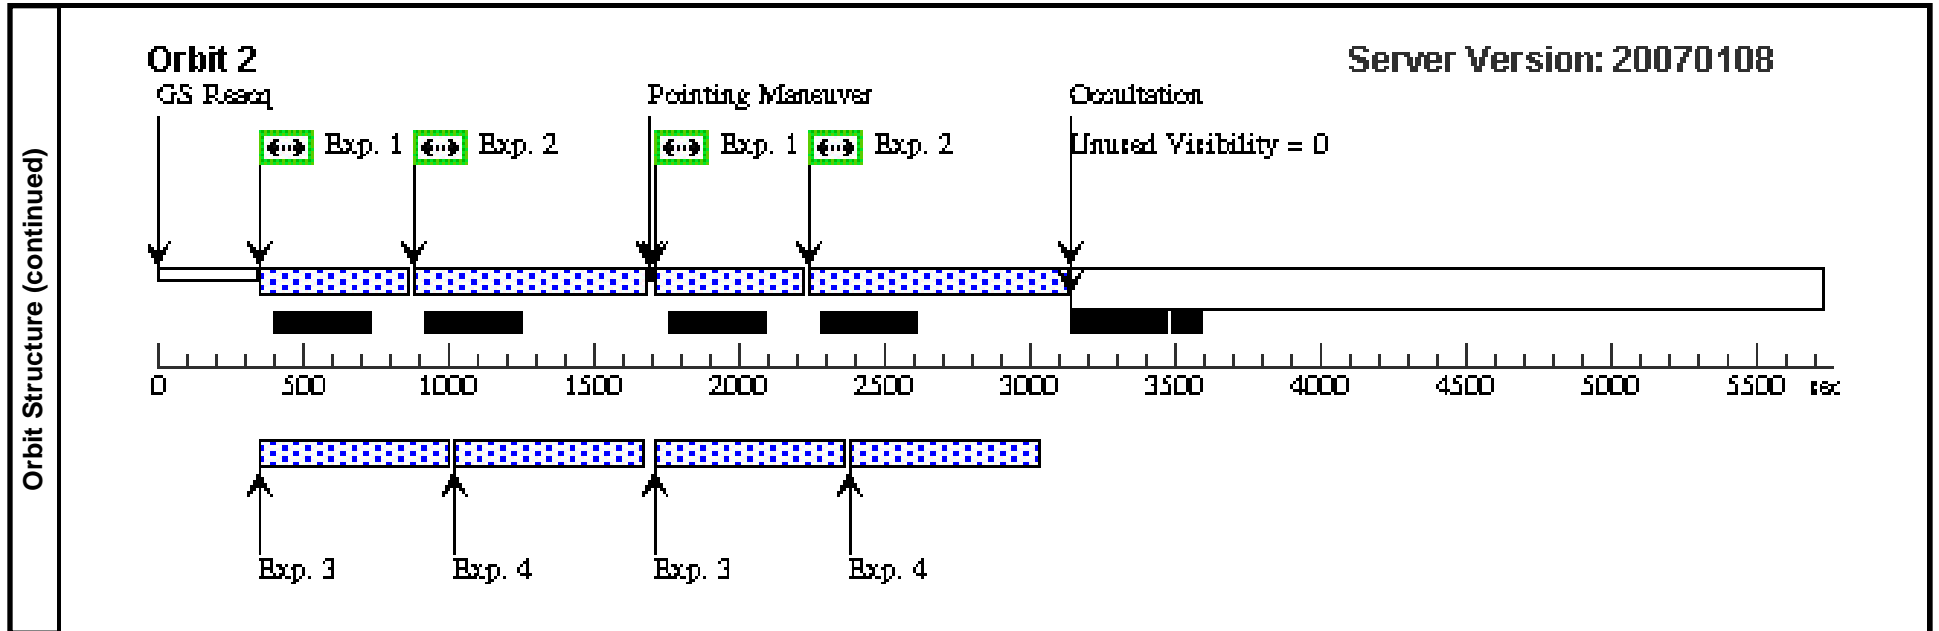 Orbit Structure (continued)
Orbit 2
Server Version: 20070108
GS Reacq
Pointing Maneuver
Occultation
Exp. 1
Exp. 2
Exp. 1
Exp. 2
Unused Visibility = 0
0 500 1000 1500 2000 2500 3000 3500 4000 4500 5000 5500 sec
Exp. 3
Exp. 4
Exp. 3
Exp. 4